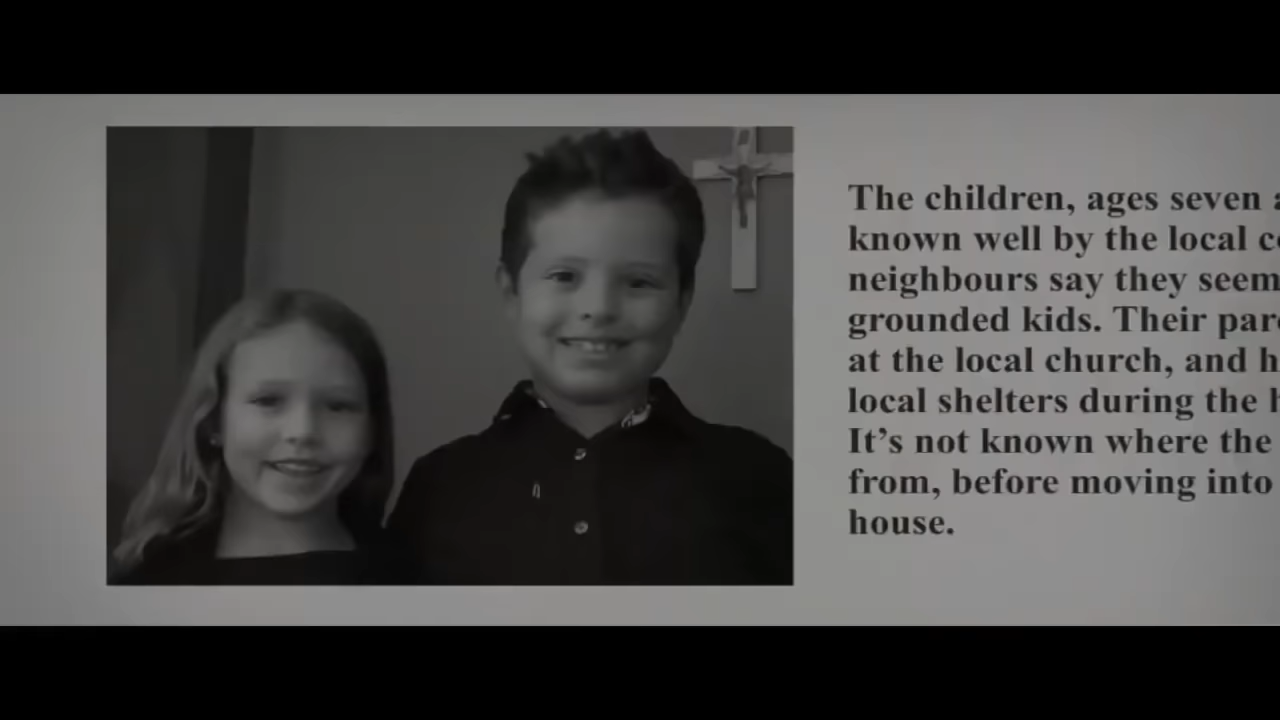 The children, ages seven
known well by the local
neighbours say they seem
grounded kids. Their
at the local church, and
local shelters during the
It’s not known where the
from, before moving into
house.